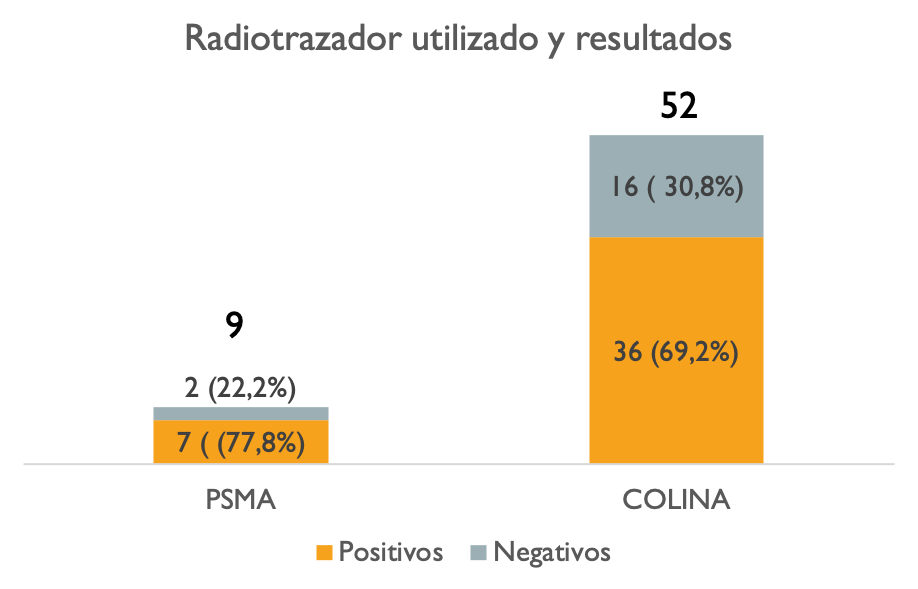 Radiotrazador utilizado y resultados
52
16 ( 30,8%)
9
36 (69,2%)
2 (22,2%)
7 ( (77,8%)
PSMA
COLINA
Positivos
Negativos